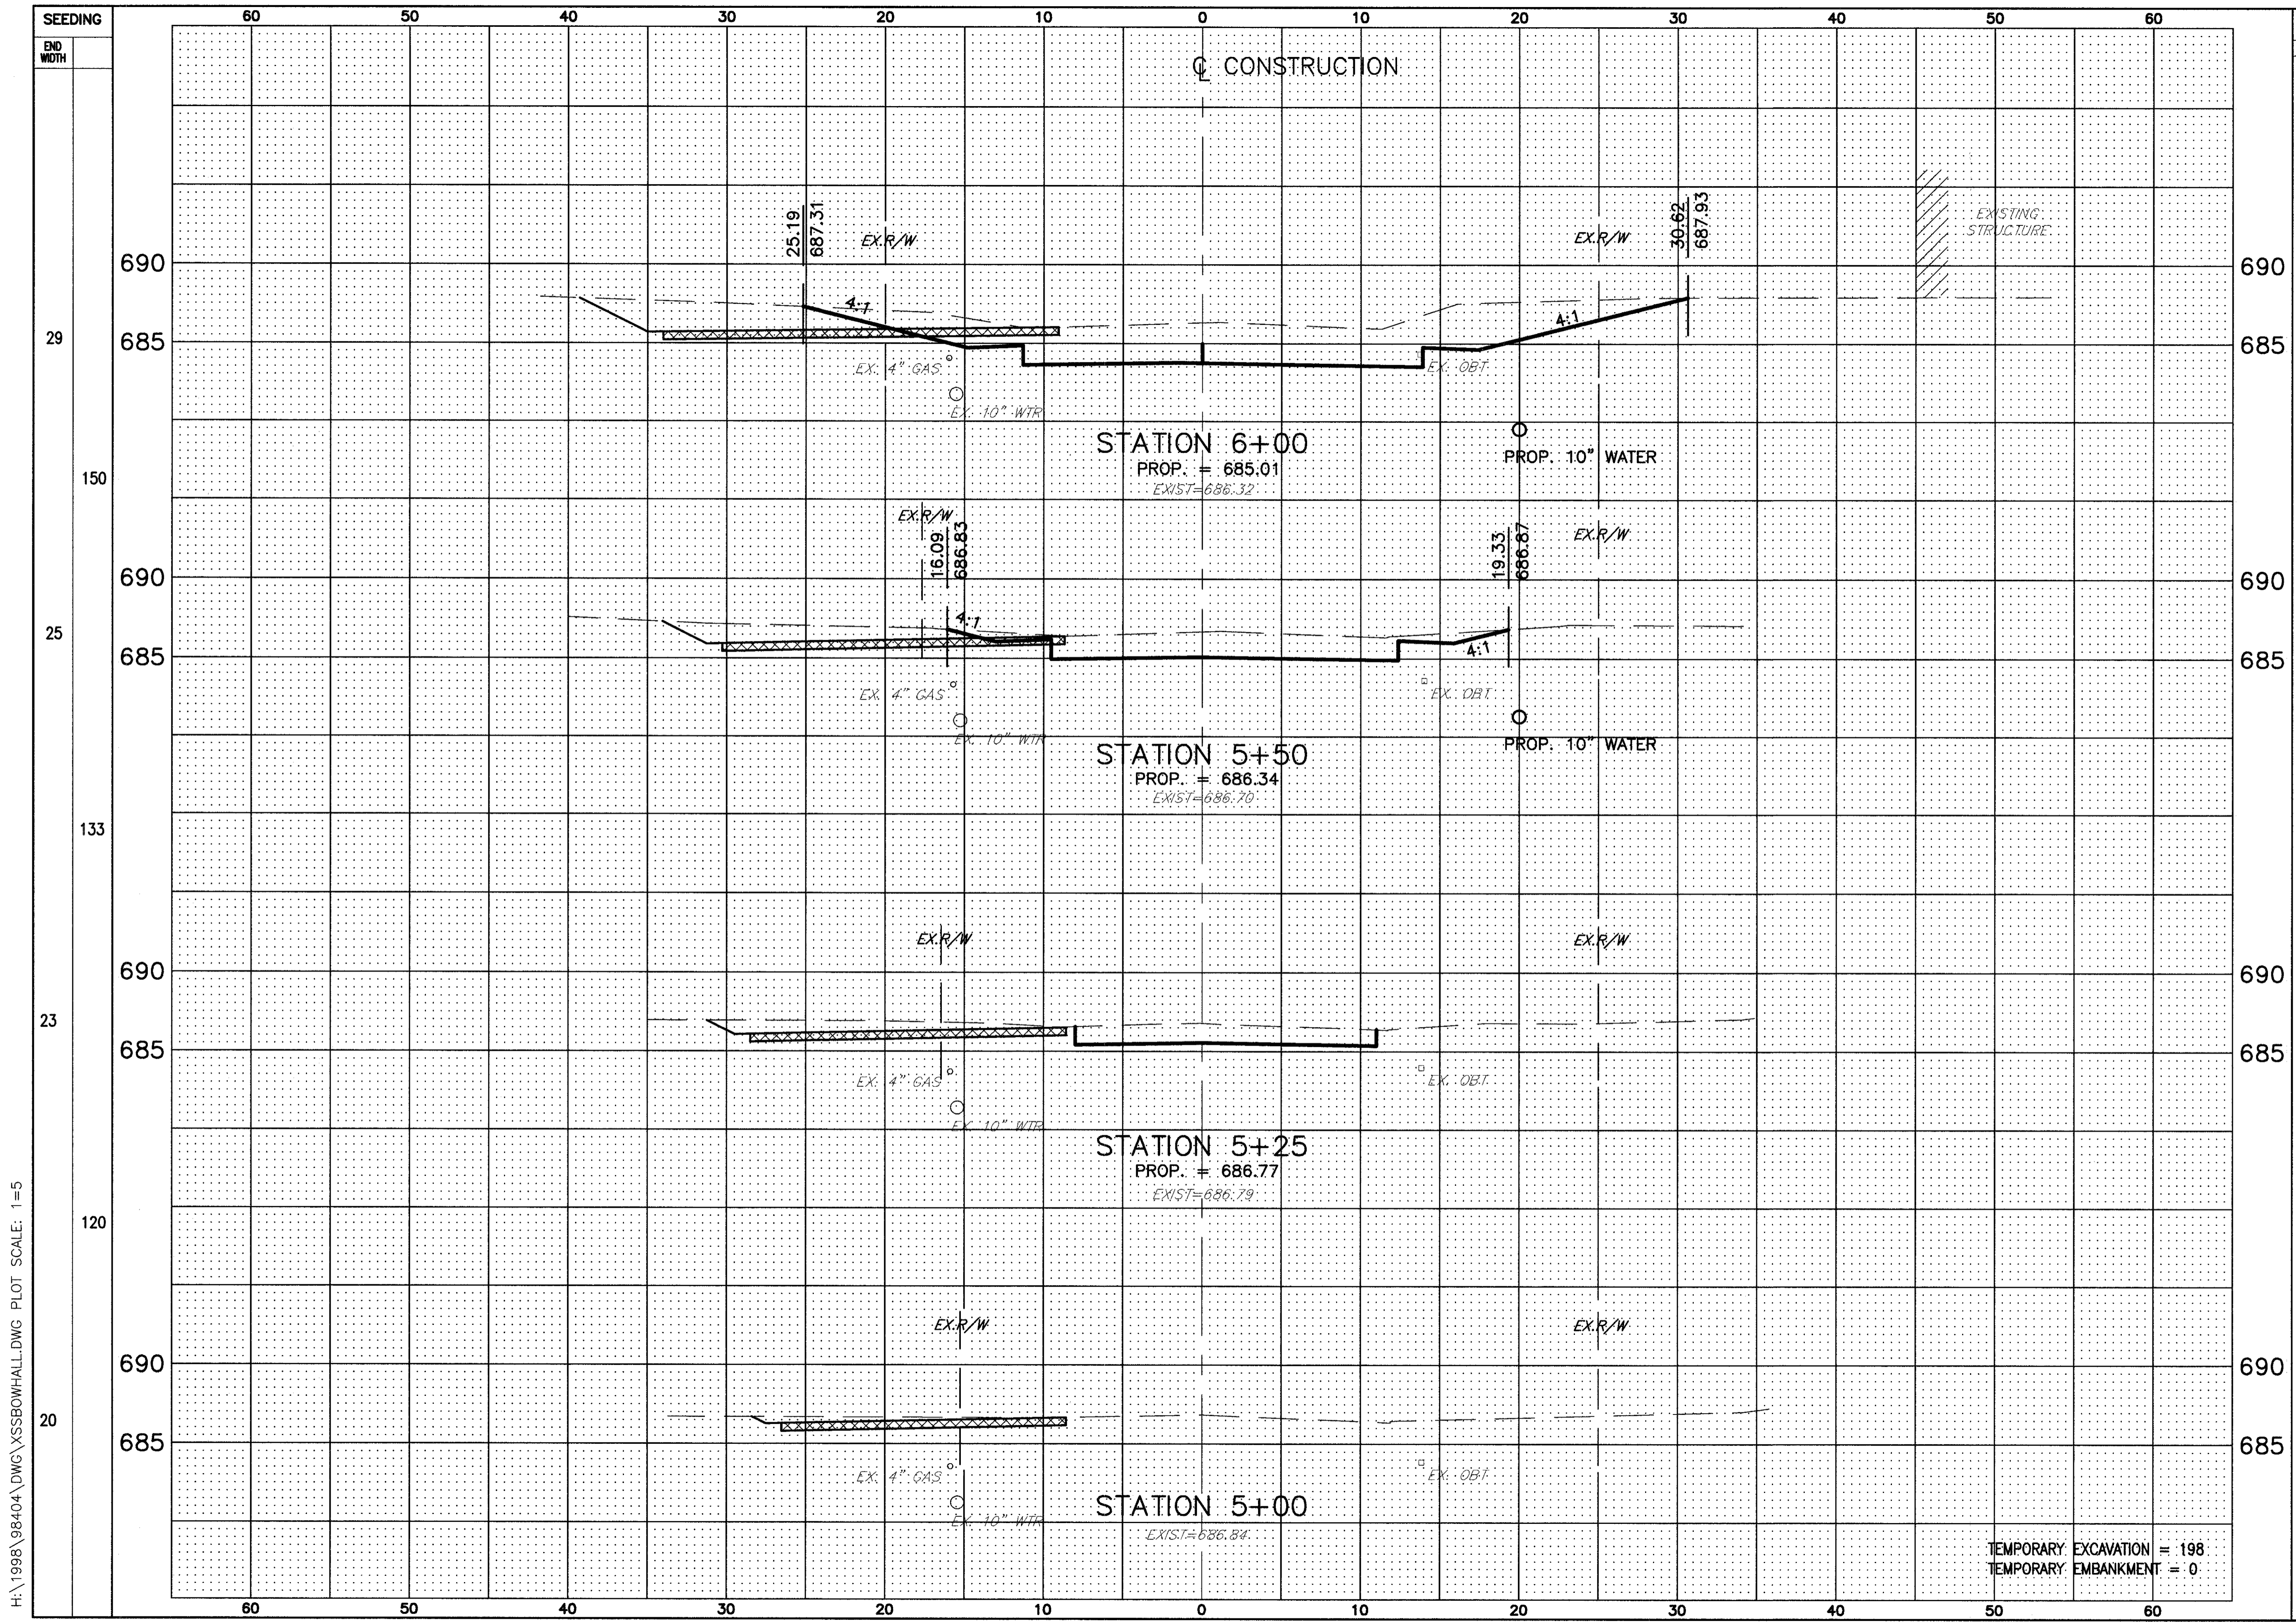 SEEDING
END
WIDTH
60 50 40 30 20 10 0 10 20 30 40 50 60
℄ CONSTRUCTION
25.19
687.31
EX.R/W
EX.R/W
30.62
687.93
EXISTING
STRUCTURE
690
690
4:1
4:1
29
685
685
EX. 4" GAS
EX. OBT
EX. 10" WTR
STATION 6+00
PROP. = 685.01
EXIST=686.32
PROP. 10" WATER
150
EX.R/W
16.09
686.83
19.33
686.87
EX.R/W
690
690
4:1
4:1
25
685
685
EX. 4" GAS
EX. OBT
EX. 10" WTR
PROP. 10" WATER
STATION 5+50
PROP. = 686.34
EXIST=686.70
133
EX.R/W
EX.R/W
690
690
23
685
685
EX. 4" GAS
EX. OBT
EX. 10" WTR
STATION 5+25
PROP. = 686.77
EXIST=686.79
120
EX.R/W
EX.R/W
690
690
20
685
685
EX. 4" GAS
EX. OBT
EX. 10" WTR
STATION 5+00
EXIST=686.84
TEMPORARY EXCAVATION = 198
TEMPORARY EMBANKMENT = 0
60 50 40 30 20 10 0 10 20 30 40 50 60
H:\1998\98404\DWG\XSSBOWHALL.DWG PLOT SCALE: 1=5